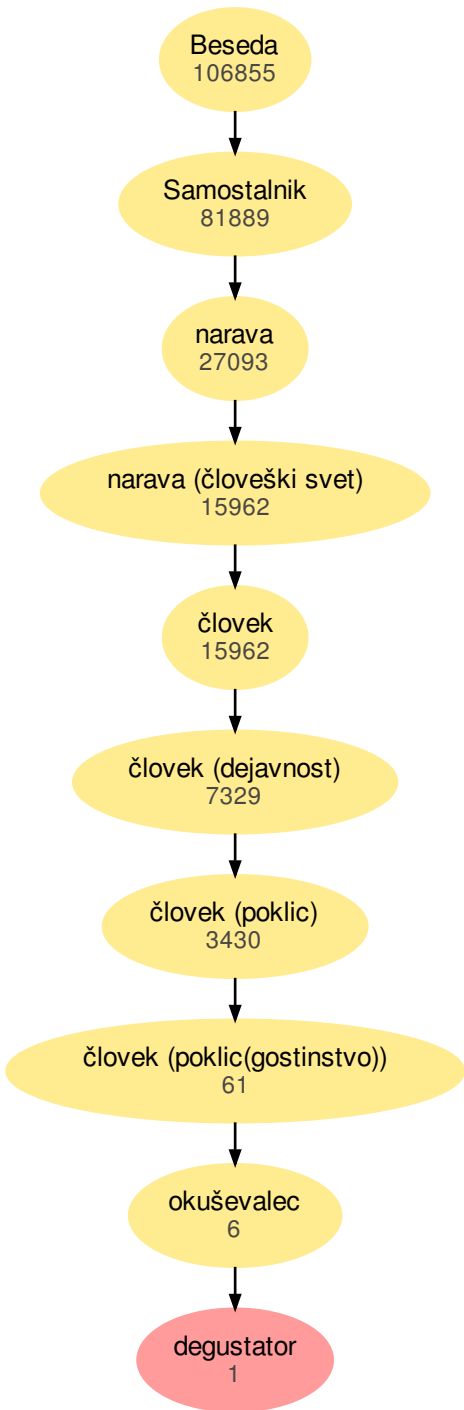 Beseda
106855
Samostalnik
81889
narava
27093
narava (človeški svet)
15962
človek
15962
človek (dejavnost)
7329
človek (poklic)
3430
človek (poklic(gostinstvo))
61
okuševalec
6
degustator
1